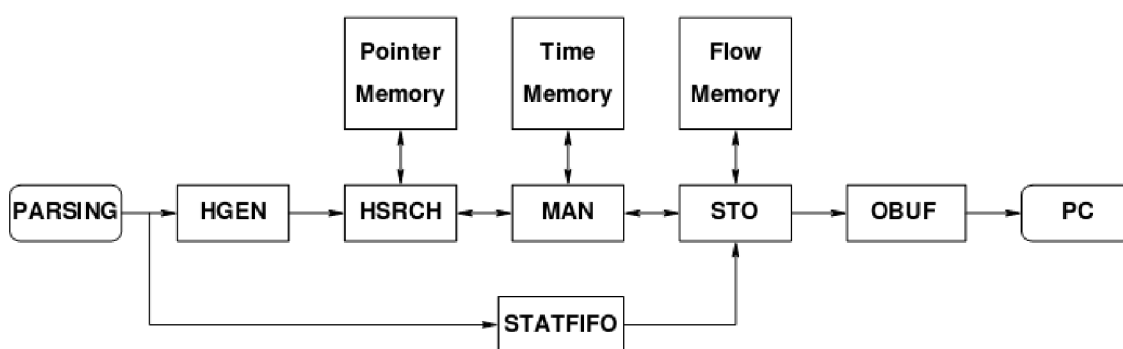 Pointer
Memory
Time
Memory
Flow
Memory
PARSING
HGEN
HSRCH
MAN
STO
OBUF
PC
STATFIFO